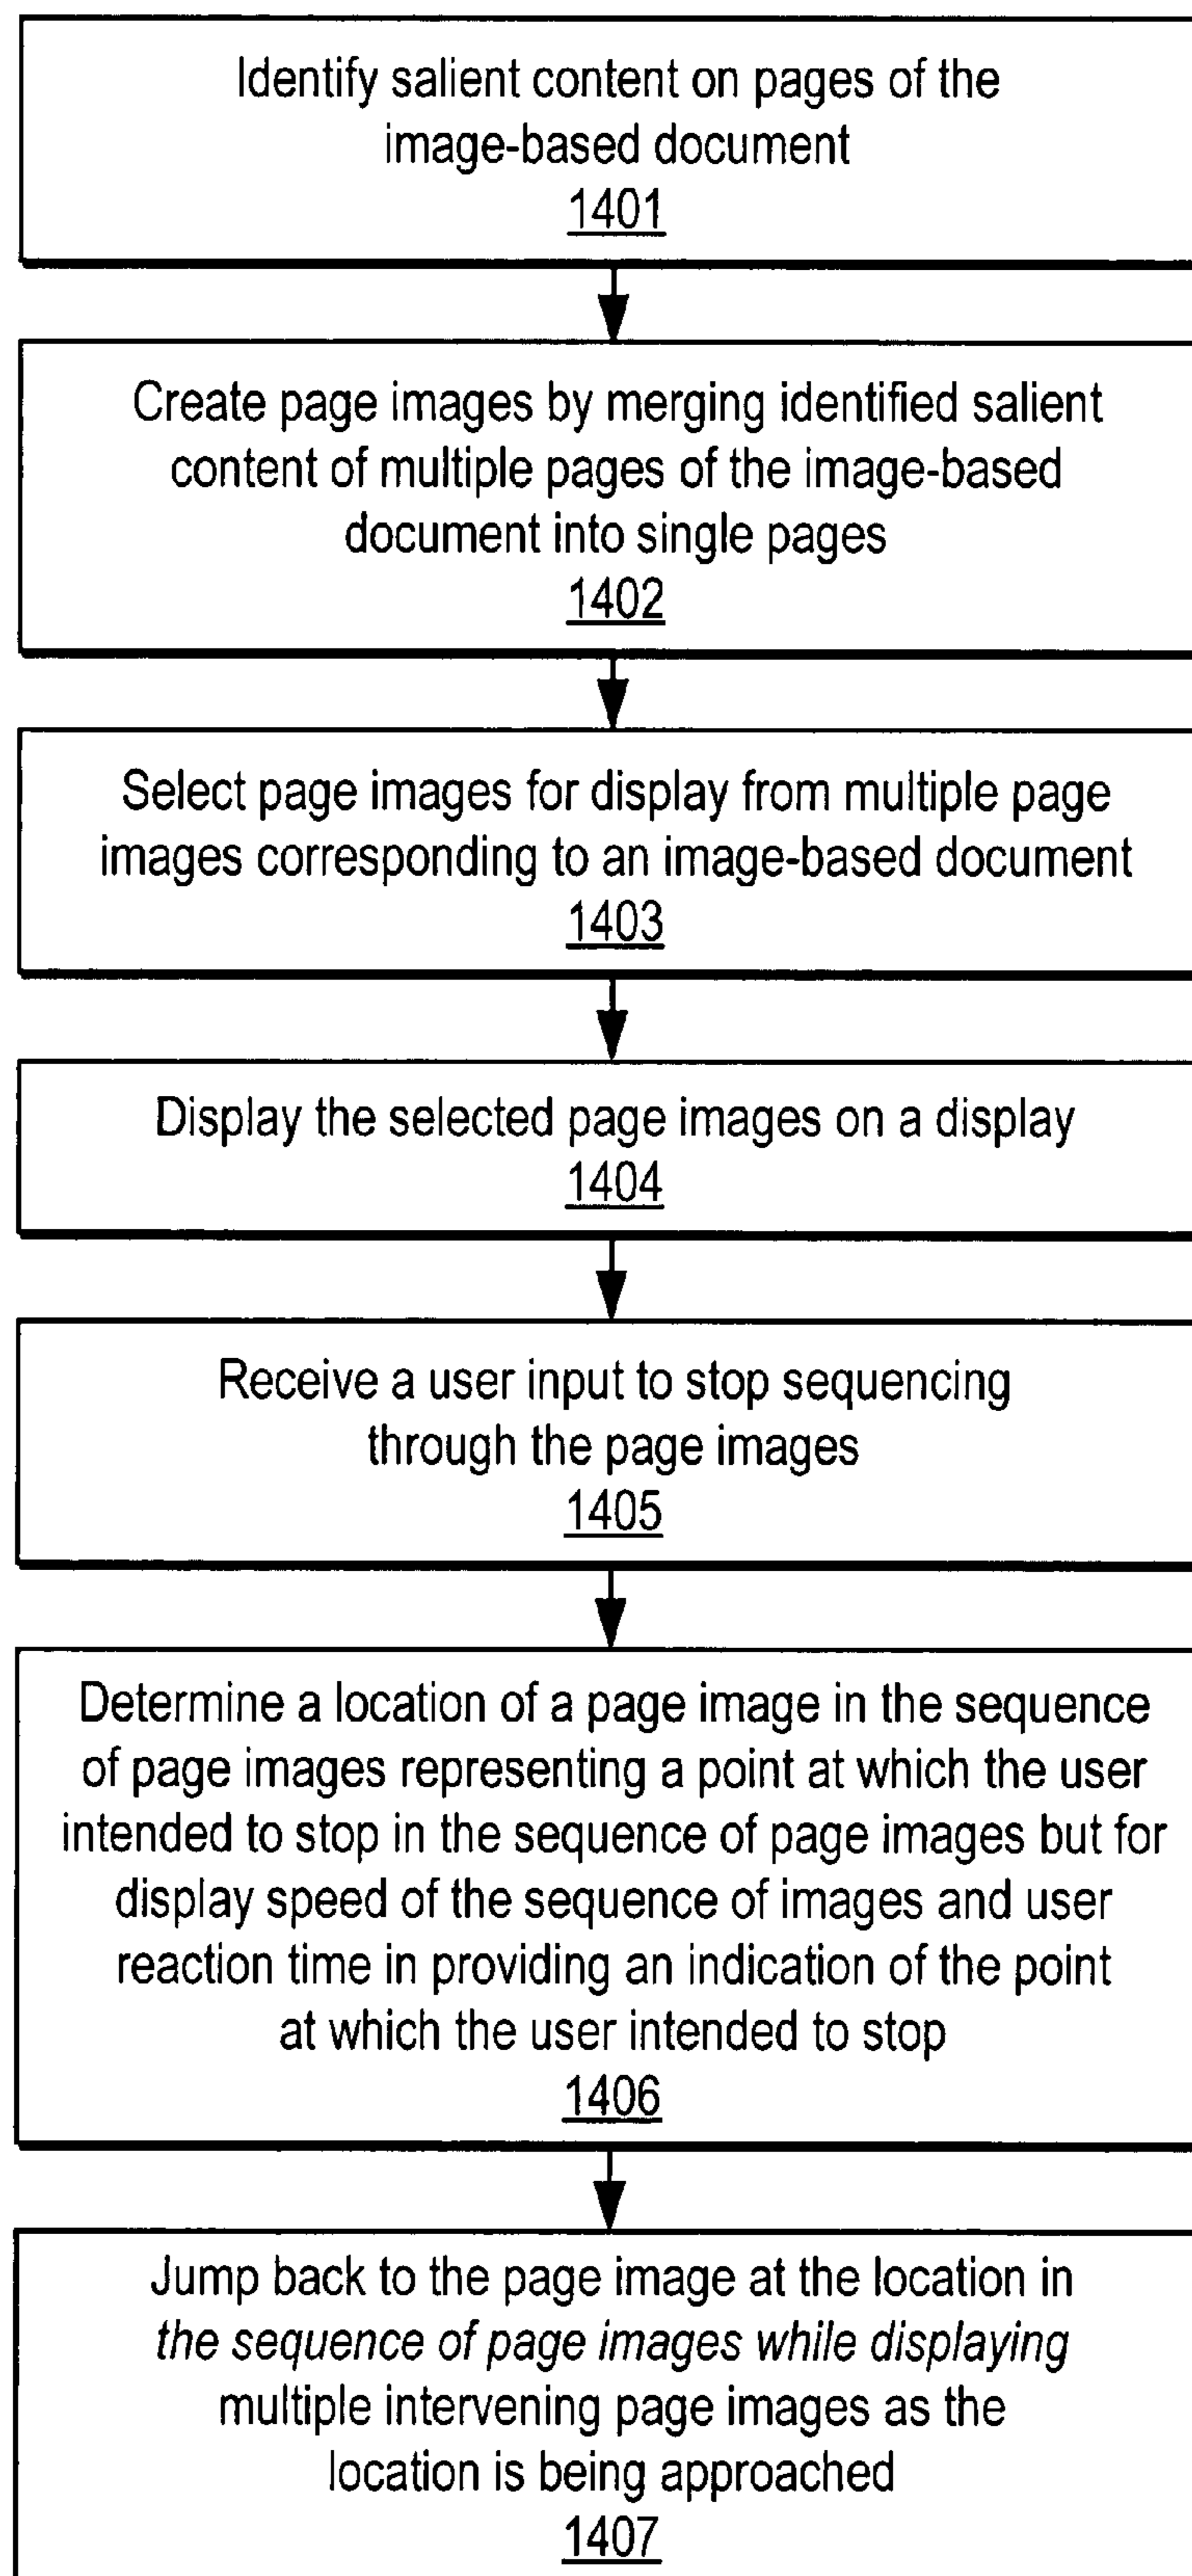 Identify salient content on pages of the
image-based document
1401
Create page images by merging identified salient
content of multiple pages of the image-based
document into single pages
1402
Select page images for display from multiple page
images corresponding to an image-based document
1403
Display the selected page images on a display
1404
Receive a user input to stop sequencing
through the page images
1405
Determine a location of a page image in the sequence
of page images representing a point at which the user
intended to stop in the sequence of page images but for
display speed of the sequence of images and user
reaction time in providing an indication of the point
at which the user intended to stop
1406
Jump back to the page image at the location in
the sequence of page images while displaying
multiple intervening page images as the
location is being approached
1407